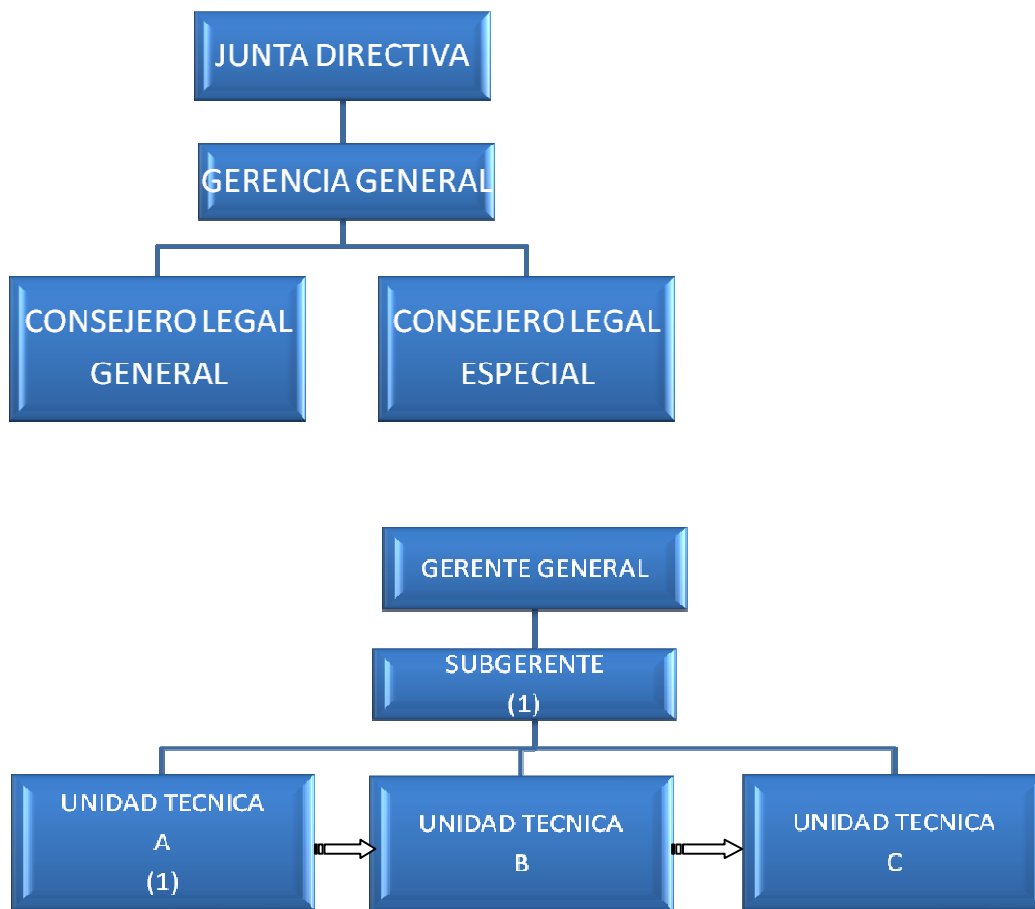 JUNTA DIRECTIVA
GERENCIA GENERAL
CONSEJERO LEGAL
GENERAL
CONSEJERO LEGAL
ESPECIAL
GERENTE GENERAL
SUBGERENTE
(1)
UNIDAD TECNICA
A
(1)
UNIDAD TECNICA
B
UNIDAD TECNICA
C